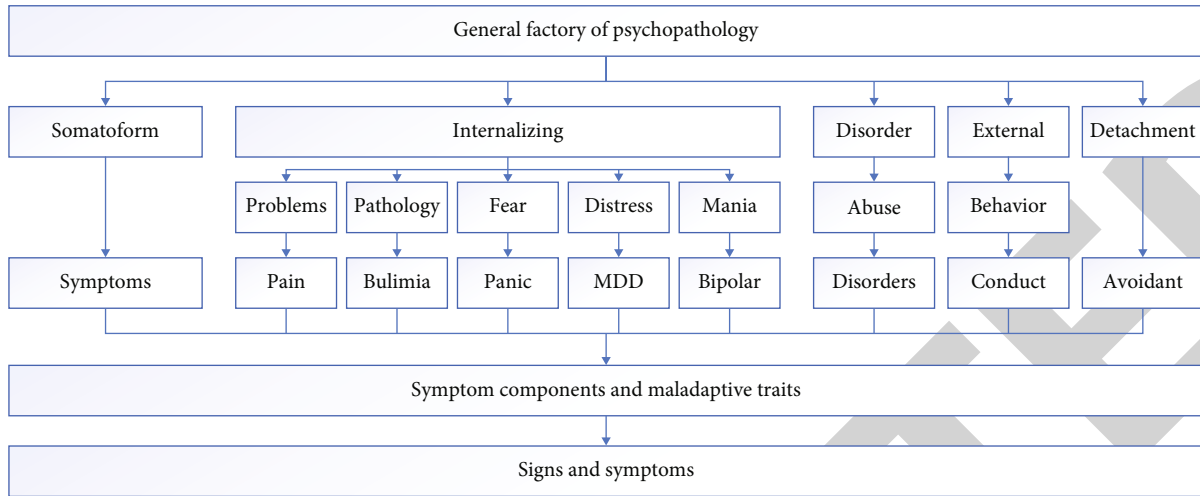 General factory of psychopathology
Somatoform
Internalizing
Disorder
External
Detachment
Problems
Pathology
Fear
Distress
Mania
Abuse
Behavior
Symptoms
Pain
Bulimia
Panic
MDD
Bipolar
Disorders
Conduct
Avoidant
Symptom components and maladaptive traits
Signs and symptoms